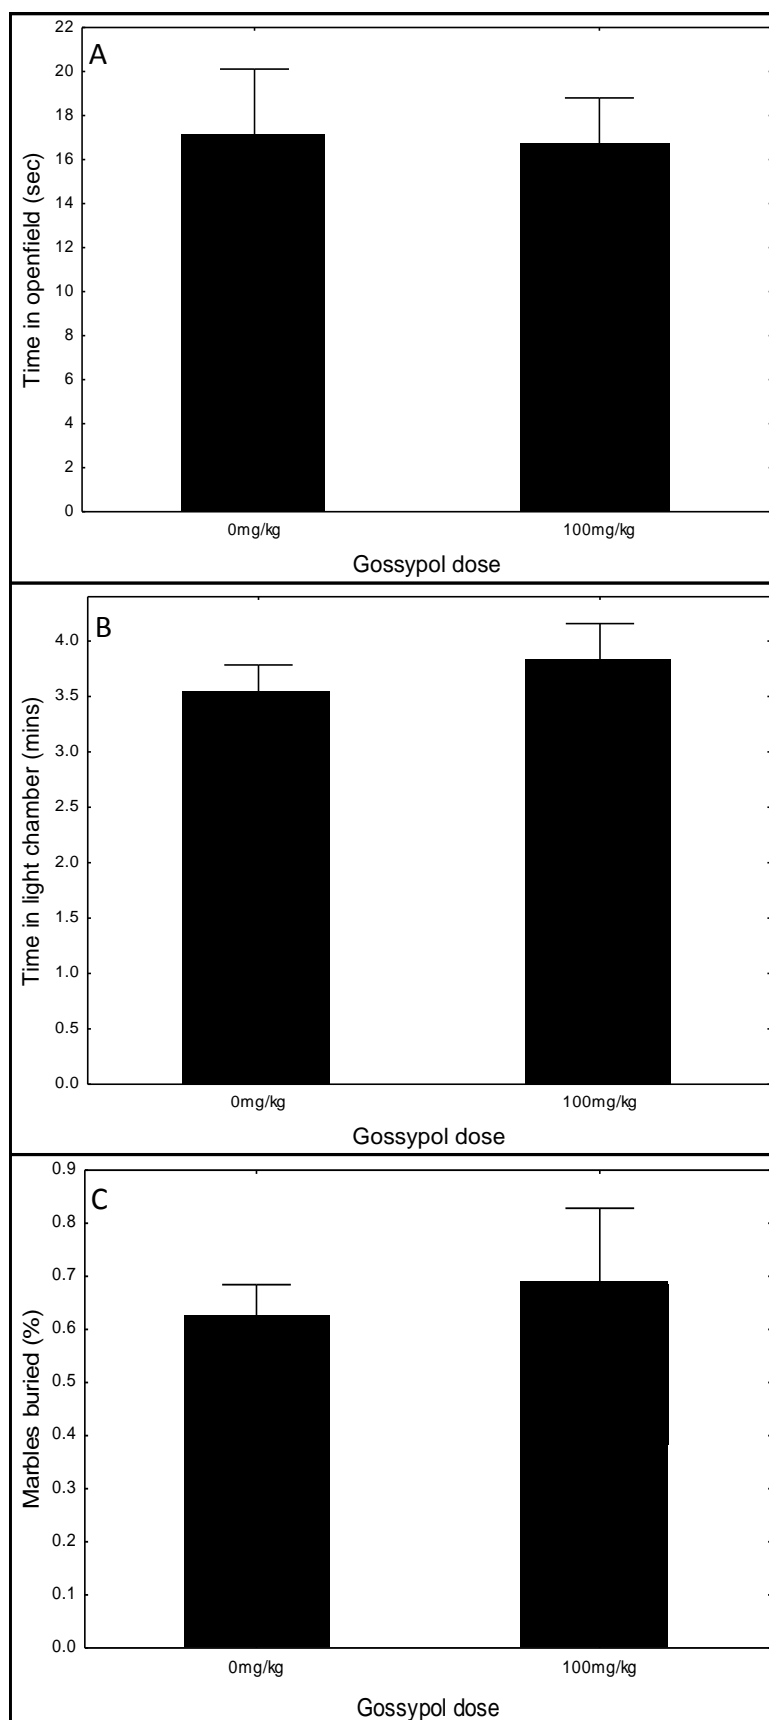 A
22
20
18
16
14
12
10
8
6
4
2
0
Time in openfield (sec)
0mg/kg 100mg/kg
Gossypol dose
B
4.0
3.5
3.0
2.5
2.0
1.5
1.0
0.5
0.0
Time in light chamber (mins)
0mg/kg 100mg/kg
Gossypol dose
C
0.9
0.8
0.7
0.6
0.5
0.4
0.3
0.2
0.1
0.0
Marbles buried (%)
0mg/kg 100mg/kg
Gossypol dose